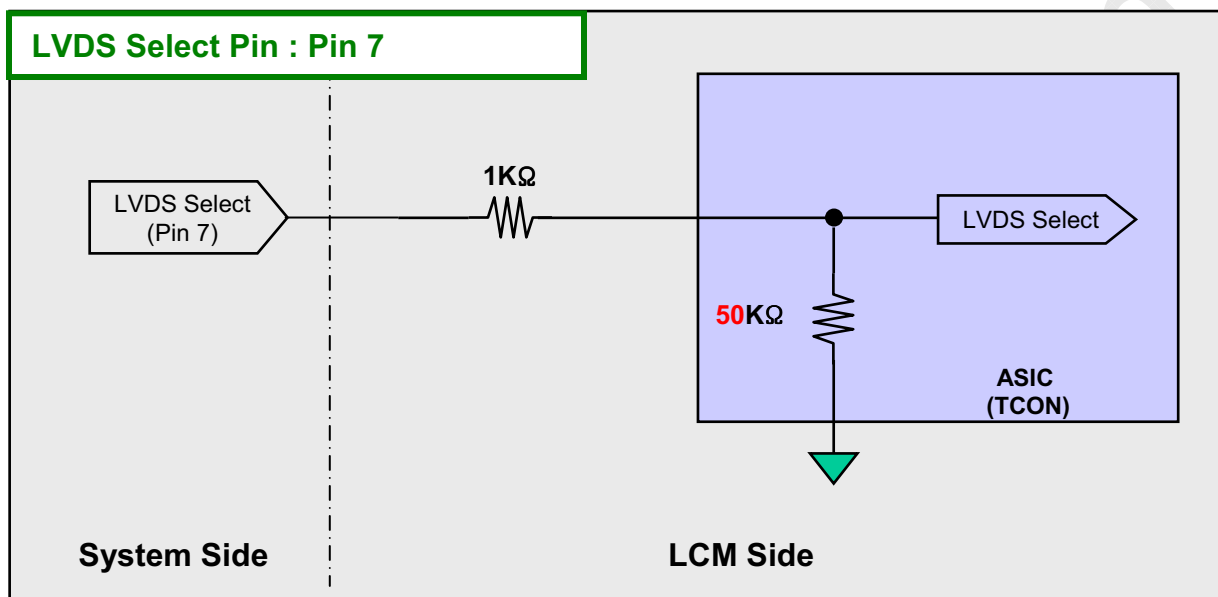 LVDS Select Pin : Pin 7
LVDS Select
(Pin 7)
1KΩ
LVDS Select
50KΩ
ASIC
(TCON)
System Side
LCM Side